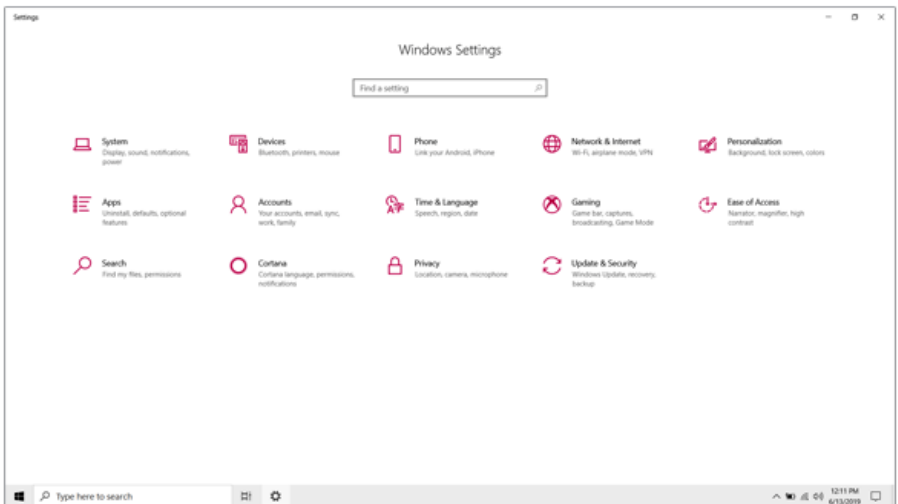 Settings
Windows Settings
Find a setting
System
Display, sound, notifications,
power
Devices
Bluetooth, printers, mouse
Phone
Link your Android, iPhone
Network & Internet
Wi-Fi, airplane mode, VPN
Personalization
Background, lock screen, colors
Apps
Uninstall, defaults, optional
features
Accounts
Your accounts, email, sync,
work, family
Time & Language
Speech, region, date
Gaming
Game bar, captures,
broadcasting, Game Mode
Ease of Access
Narrator, magnifier, high
contrast
Search
Find my files, permissions
Cortana
Cortana language, permissions,
notifications
Privacy
Location, camera, microphone
Update & Security
Windows Update, recovery,
backup
Type here to search
12:11 PM
6/13/2019